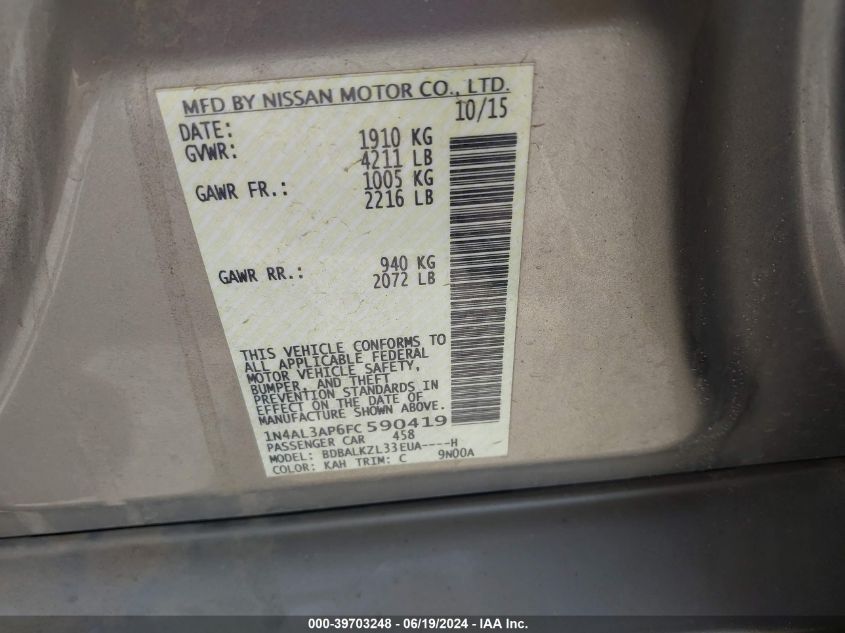 MFD BY NISSAN MOTOR CO., LTD.
DATE: 10/15
GVWR: 1910 KG
4211 LB
GAWR FR.: 1005 KG
2216 LB
GAWR RR.: 940 KG
2072 LB
THIS VEHICLE CONFORMS TO
ALL APPLICABLE FEDERAL
MOTOR VEHICLE SAFETY,
BUMPER, AND THEFT
PREVENTION STANDARDS IN
EFFECT ON THE DATE OF
MANUFACTURE SHOWN ABOVE.
1N4AL3AP6FC590419
PASSENGER CAR 458
MODEL: BDBALKZL33EUA----H
COLOR: KAH TRIM: C 9N00A
000-39703248 - 06/19/2024 - IAA Inc.